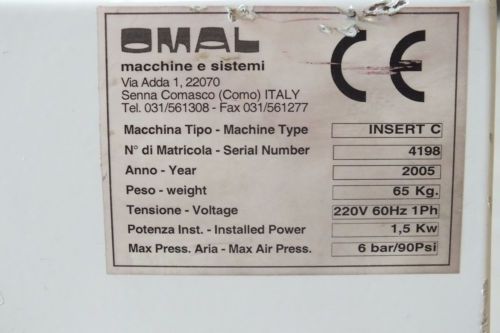 OMAL
CE
macchine e sistemi
Via Adda 1, 22070
Senna Comasco (Como) ITALY
Tel. 031/561308 - Fax 031/561277
Macchina Tipo - Machine Type INSERT C
N° di Matricola - Serial Number 4198
Anno - Year 2005
Peso - weight 65 Kg.
Tensione - Voltage 220V 60Hz 1Ph
Potenza Inst. - Installed Power 1,5 Kw
Max Press. Aria - Max Air Press. 6 bar/90Psi